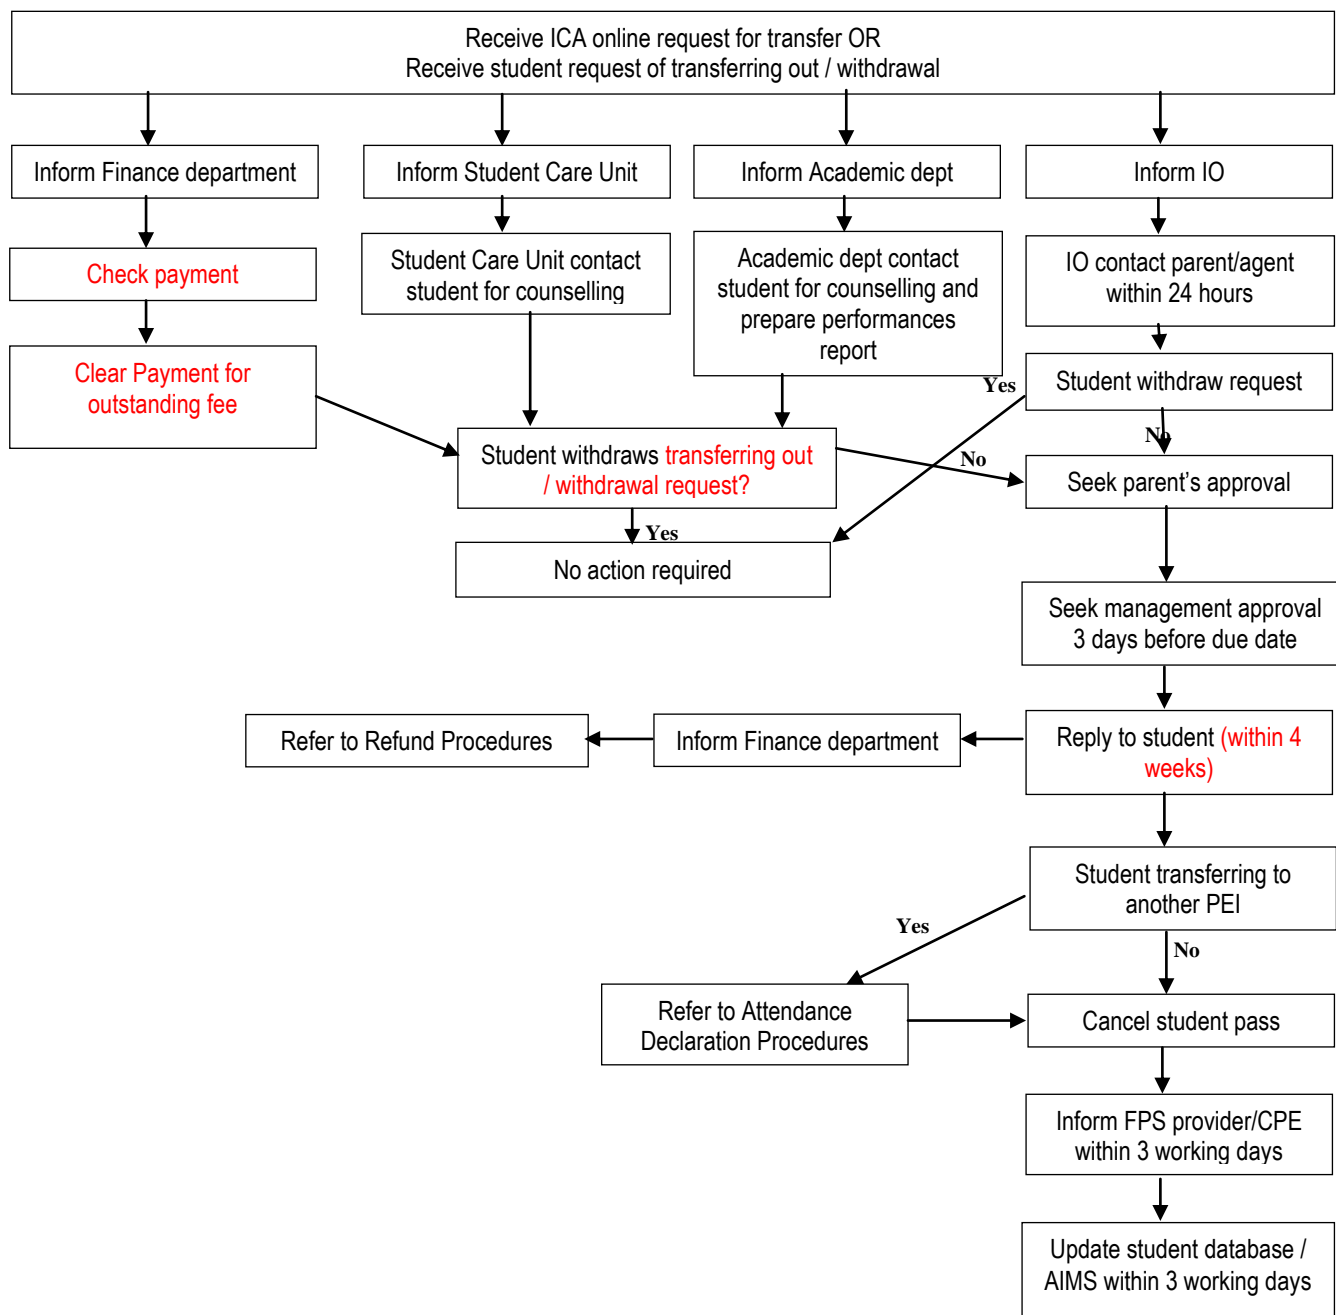 Receive ICA online request for transfer OR
Receive student request of transferring out / withdrawal
Inform Finance department
Inform Student Care Unit
Inform Academic dept
Inform IO
Check payment
Student Care Unit contact
student for counselling
Academic dept contact
student for counselling and
prepare performances
report
IO contact parent/agent
within 24 hours
Clear Payment for
outstanding fee
Yes
Student withdraw request
No
Student withdraws transferring out
/ withdrawal request?
No
Seek parent's approval
Yes
No action required
Seek management approval
3 days before due date
Refer to Refund Procedures
Inform Finance department
Reply to student (within 4
weeks)
Student transferring to
another PEI
Yes
No
Refer to Attendance
Declaration Procedures
Cancel student pass
Inform FPS provider/CPE
within 3 working days
Update student database /
AIMS within 3 working days